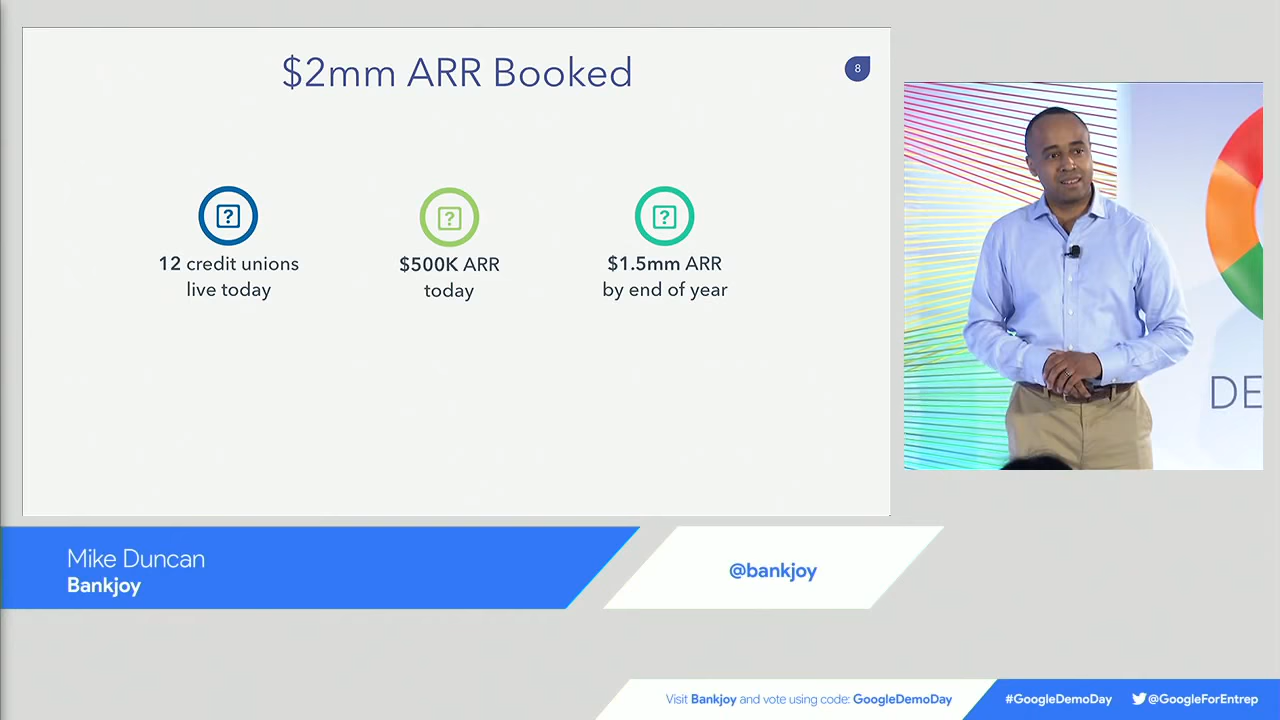 $2mm ARR Booked
8
?
?
?
12 credit unions
live today
$500K ARR
today
$1.5mm ARR
by end of year
DE
Mike Duncan
Bankjoy
@bankjoy
Visit Bankjoy and vote using code: GoogleDemoDay
#GoogleDemoDay
@GoogleForEntrep